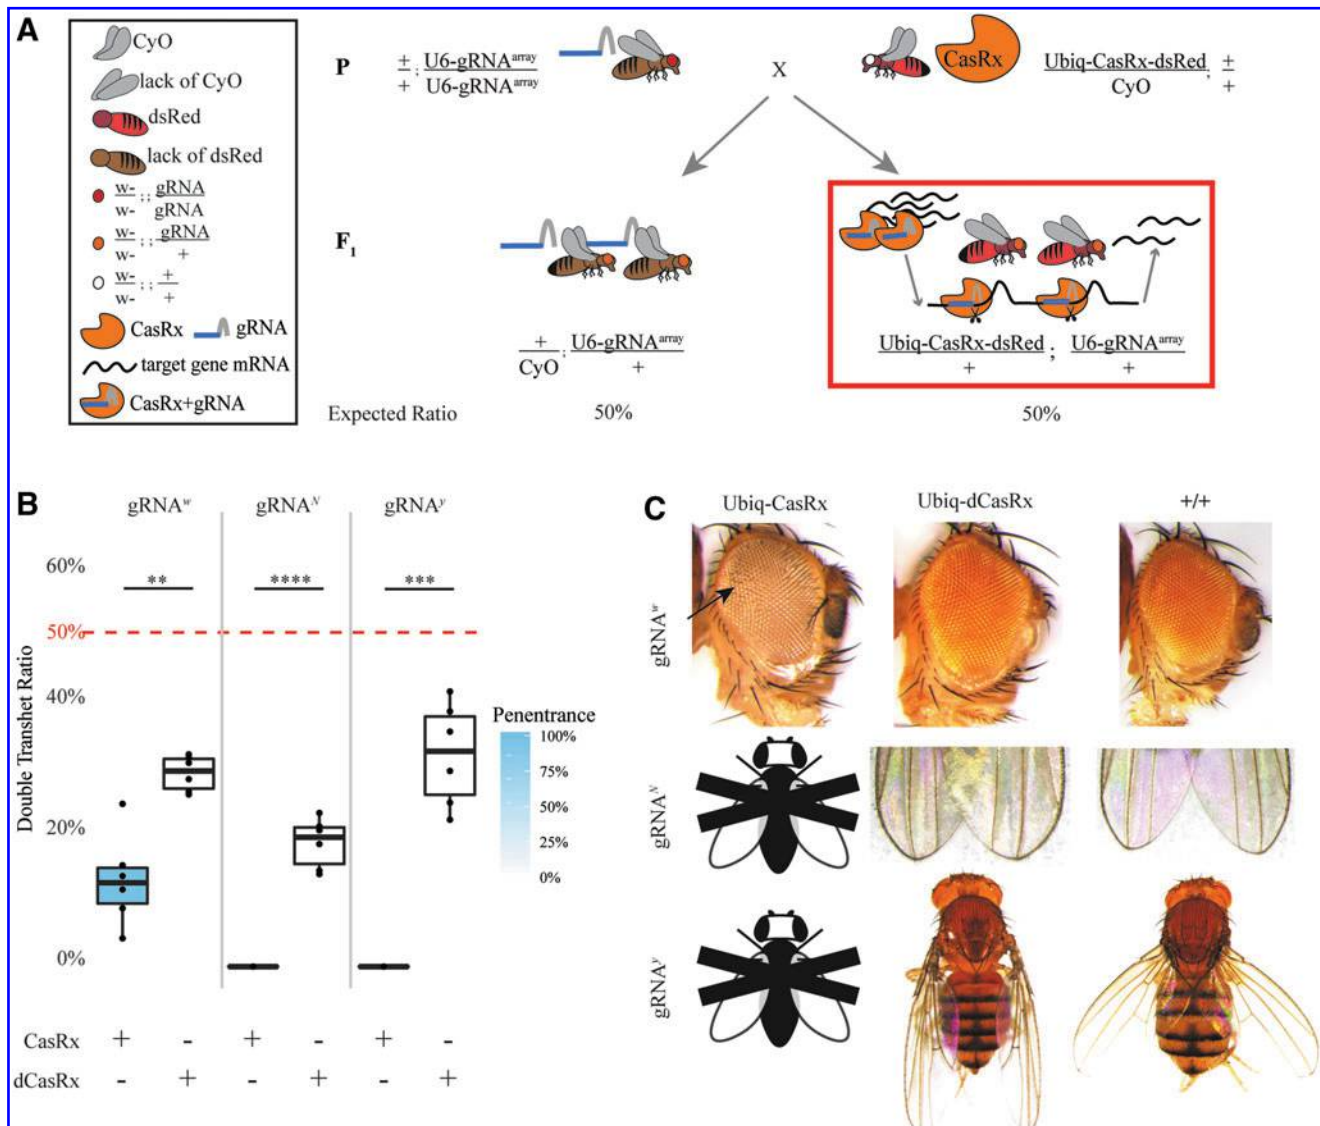 A
CyO
lack of CyO
dsRed
lack of dsRed
w- ; ; gRNA
w- gRNA
w- ; ; gRNA
w- +
w- ; ; +
w- +
CasRx gRNA
target gene mRNA
CasRx+gRNA
P
+ ; U6-gRNAarray
+ U6-gRNAarray
X
CasRx
Ubiq-CasRx-dsRed ; +
CyO +
F1
+ ; U6-gRNAarray
CyO +
Ubiq-CasRx-dsRed ; U6-gRNAarray
+ +
Expected Ratio 50% 50%
B
gRNAw gRNAN gRNAy
** **** ***
Double Transhet Ratio
60%
50%
40%
20%
0%
Penentrance
100%
75%
50%
25%
0%
CasRx + - + - + -
dCasRx - + - + - +
C
Ubiq-CasRx Ubiq-dCasRx +/+
gRNAw
gRNAN
gRNAy